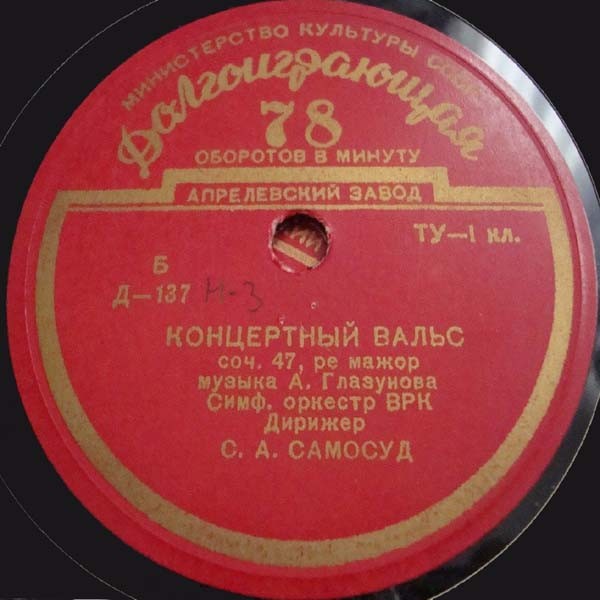 МИНИСТЕРСТВО КУЛЬТУРЫ СССР
Долгоиграющая
78
ОБОРОТОВ В МИНУТУ
АПРЕЛЕВСКИЙ ЗАВОД
ТУ—I кл.
Б
Д—137 Н-3
КОНЦЕРТНЫЙ ВАЛЬС
соч. 47, ре мажор
музыка А. Глазунова
Симф. оркестр ВРК
Дирижер
С. А. САМОСУД